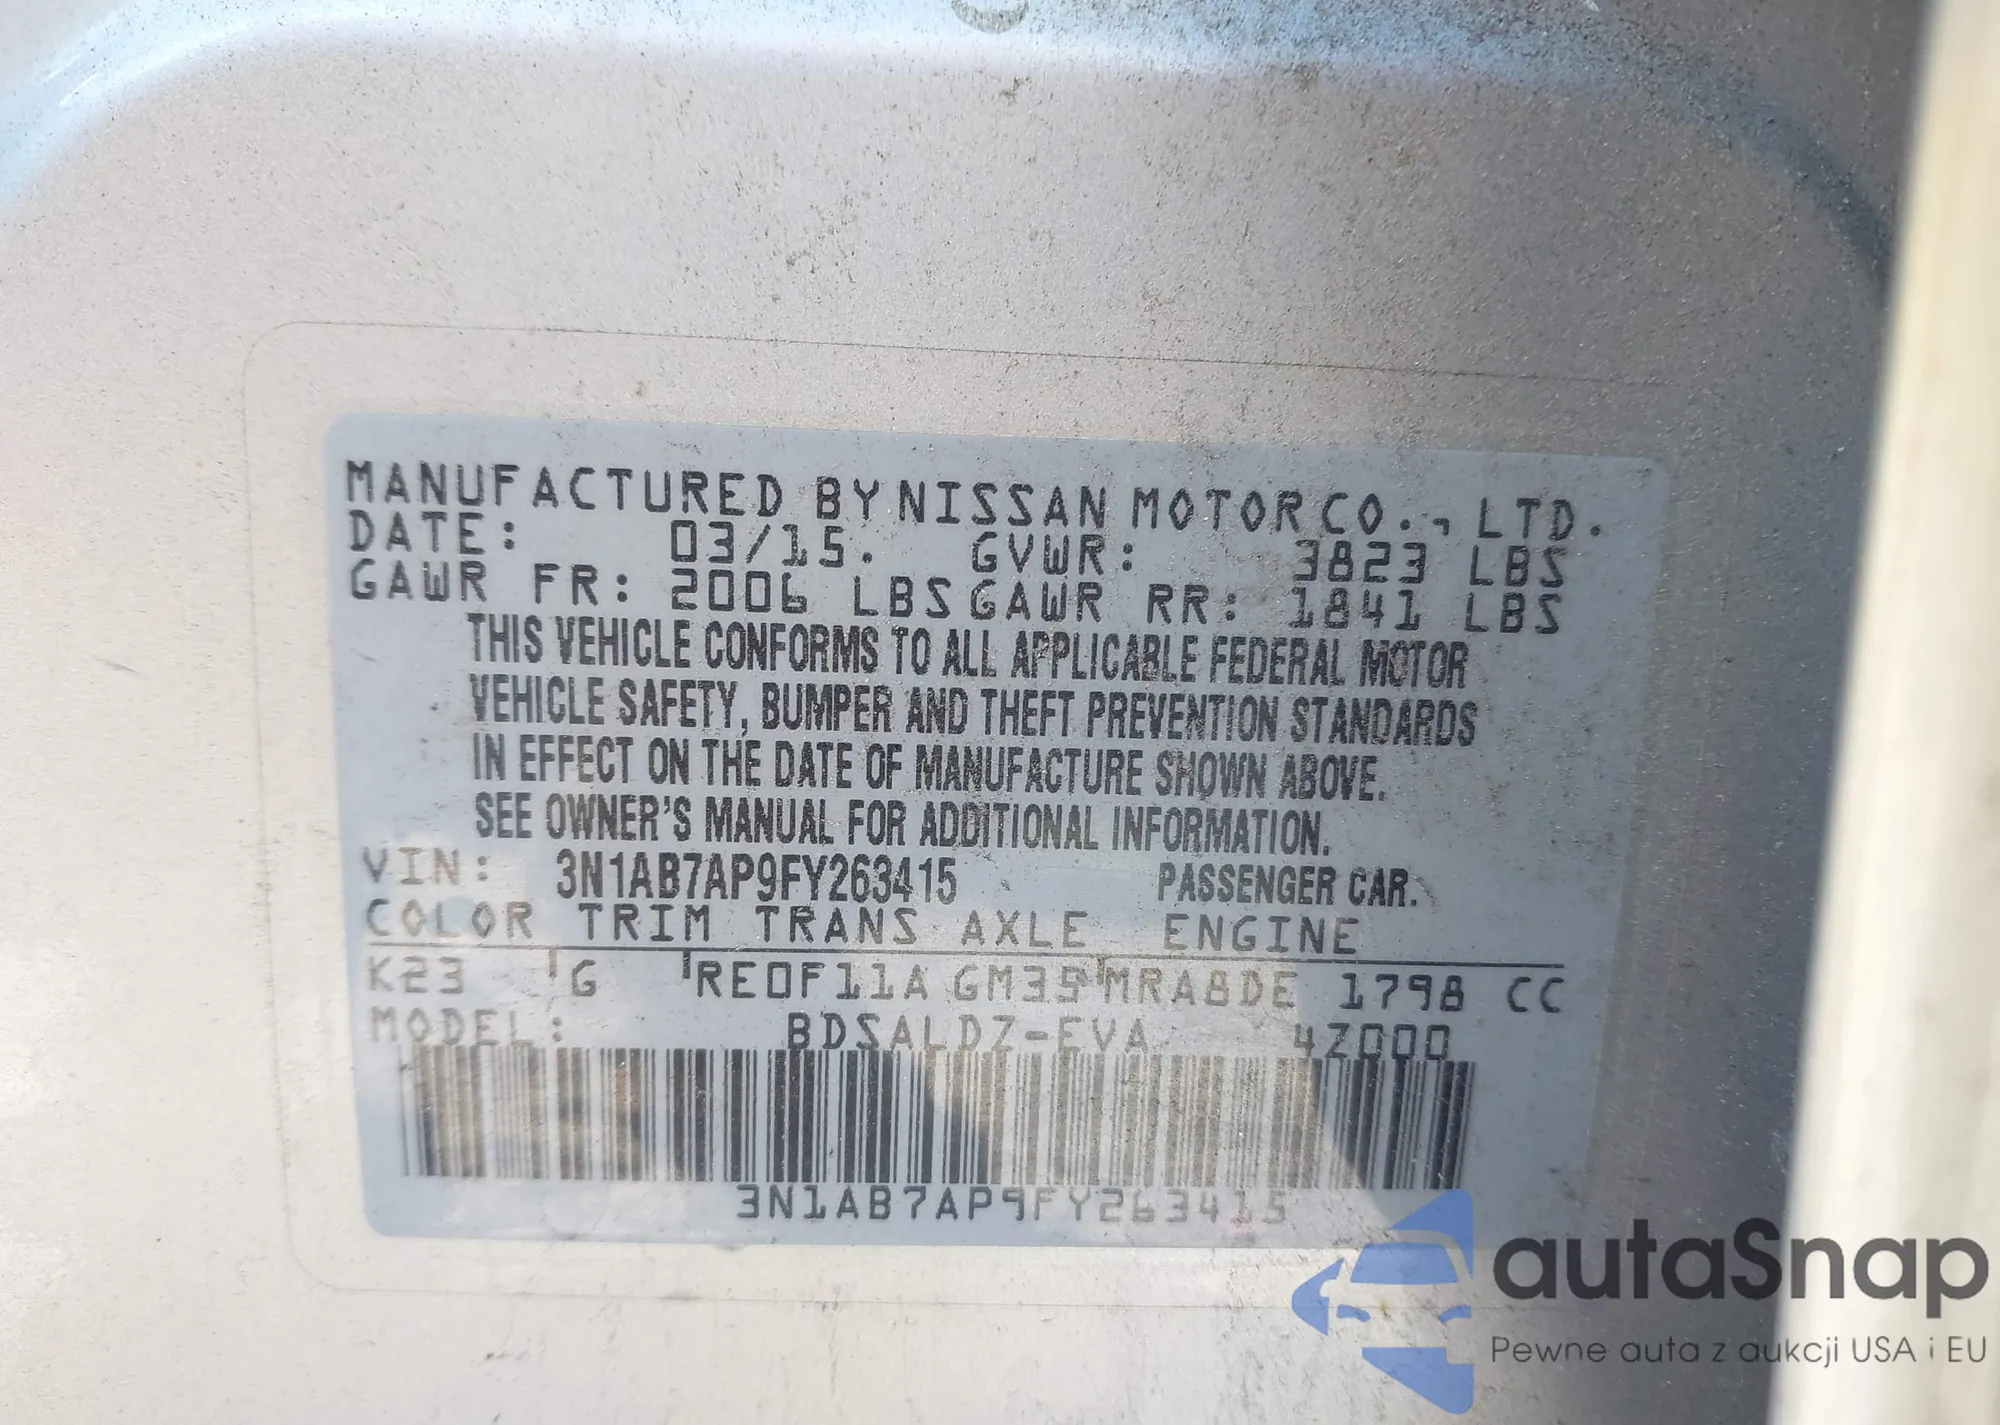 MANUFACTURED BY NISSAN MOTOR CO., LTD.
DATE: 03/15. GVWR: 3823 LBS
GAWR FR: 2006 LBS GAWR RR: 1841 LBS
THIS VEHICLE CONFORMS TO ALL APPLICABLE FEDERAL MOTOR
VEHICLE SAFETY, BUMPER AND THEFT PREVENTION STANDARDS
IN EFFECT ON THE DATE OF MANUFACTURE SHOWN ABOVE.
SEE OWNER'S MANUAL FOR ADDITIONAL INFORMATION.
VIN: 3N1AB7AP9FY263415 PASSENGER CAR.
COLOR TRIM TRANS AXLE ENGINE
K23 G RE0F11A GM35 MRA8DE 1798 CC
MODEL: BDSALDZ-EVA 4Z000
3N1AB7AP9FY263415
autaSnap
Pewne auta z aukcji USA i EU